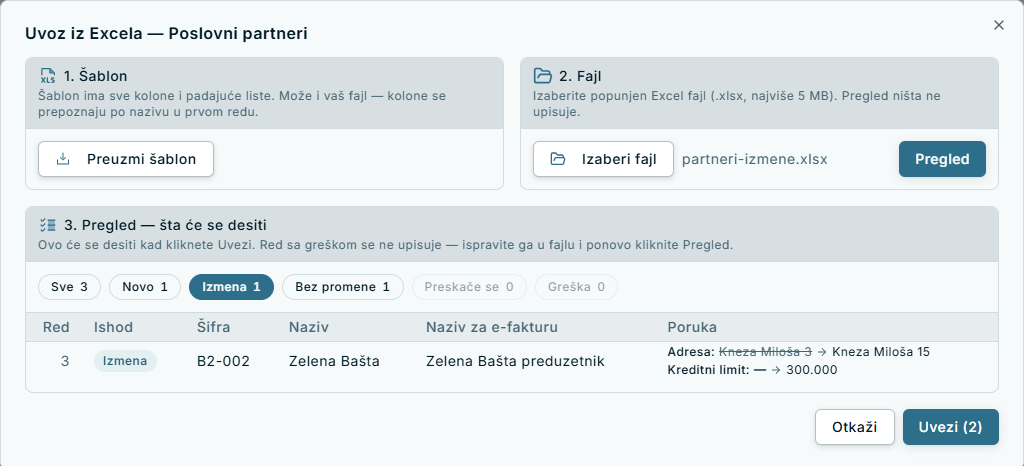 Uvoz iz Excela — Poslovni partneri
XLS 1. Šablon
Šablon ima sve kolone i padajuće liste. Može i vaš fajl — kolone se
prepoznaju po nazivu u prvom redu.
Preuzmi šablon
2. Fajl
Izaberite popunjen Excel fajl (.xlsx, najviše 5 MB). Pregled ništa ne
upisuje.
Izaberi fajl partneri-izmene.xlsx Pregled
3. Pregled — šta će se desiti
Ovo će se desiti kad kliknete Uvezi. Red sa greškom se ne upisuje — ispravite ga u fajlu i ponovo kliknite Pregled.
Sve 3 Novo 1 Izmena 1 Bez promene 1 Preskače se 0 Greška 0
Red Ishod Šifra Naziv Naziv za e-fakturu Poruka
3 Izmena B2-002 Zelena Bašta Zelena Bašta preduzetnik Adresa: Kneza Miloša 3 → Kneza Miloša 15
Kreditni limit: — → 300.000
Otkaži Uvezi (2)